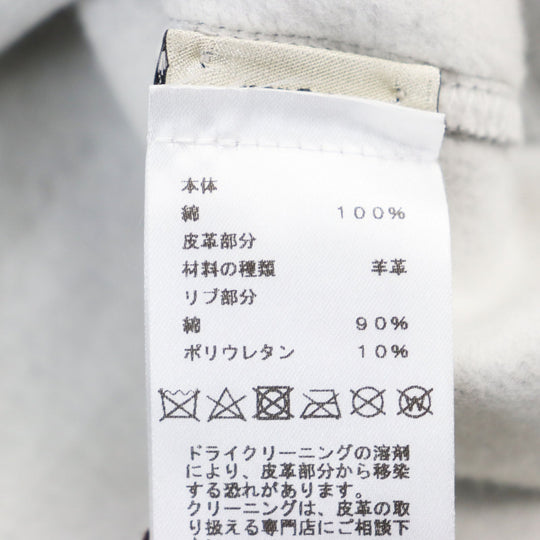 本体
綿 100%
皮革部分
材料の種類 羊革
リブ部分
綿 90%
ポリウレタン 10%
ドライクリーニングの溶剤
により、皮革部分から移染
する恐れがあります。
クリーニングは、皮革の取
り扱える専門店にご相談下